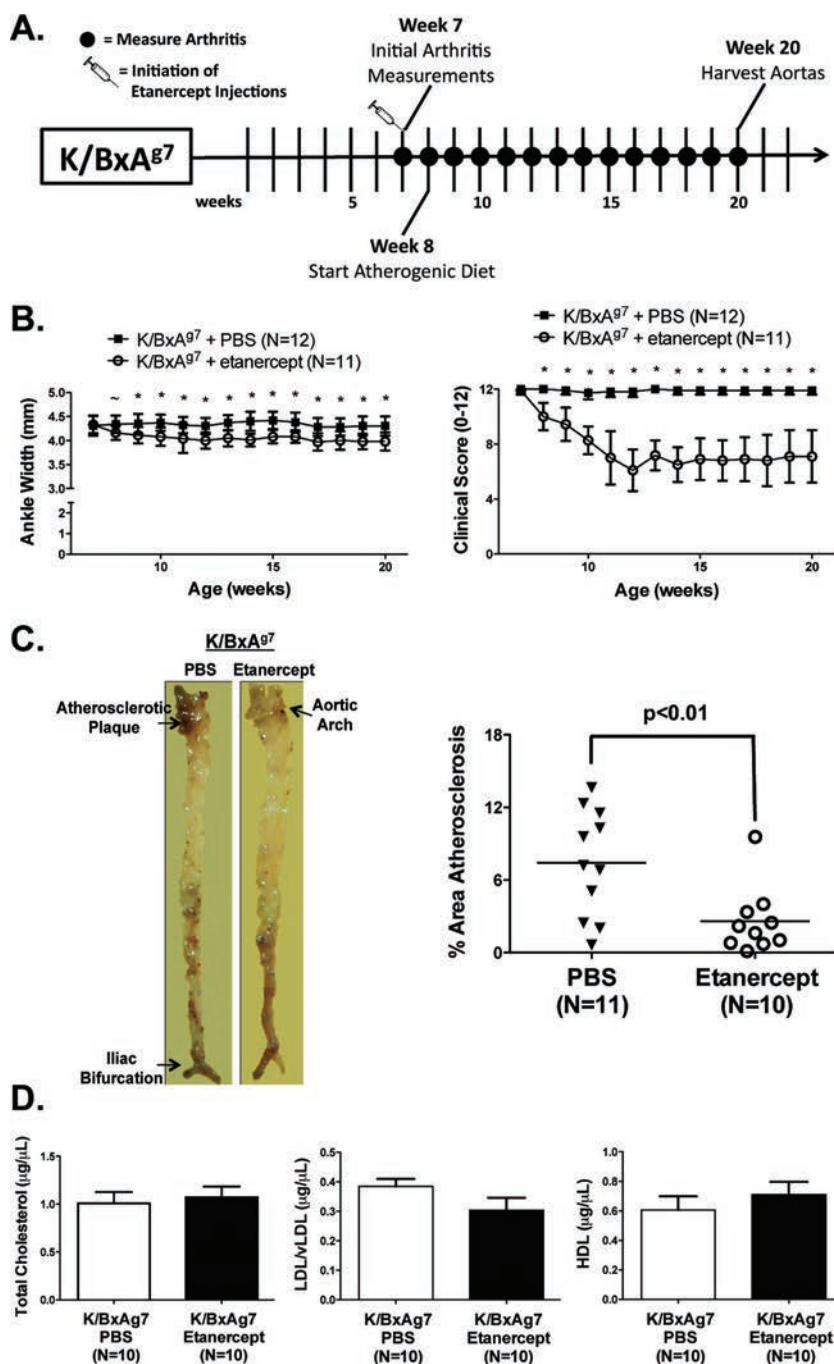 A.
= Measure Arthritis
= Initiation of
Etanercept Injections
Week 7
Initial Arthritis
Measurements
Week 20
Harvest Aortas
K/BxAg7
weeks
5
10
15
20
Week 8
Start Atherogenic Diet
B.
K/BxAg7 + PBS (N=12)
K/BxAg7 + etanercept (N=11)
~ * * * * * * * * * * * *
Ankle Width (mm)
5.0
4.5
4.0
3.5
3.0
2
1
0
10
15
20
Age (weeks)
K/BxAg7 + PBS (N=12)
K/BxAg7 + etanercept (N=11)
* * * * * * * * * * * * *
Clinical Score (0-12)
12
8
4
0
10
15
20
Age (weeks)
C.
K/BxAg7
PBS
Etanercept
Atherosclerotic
Plaque
Aortic
Arch
Iliac
Bifurcation
% Area Atherosclerosis
18
12
6
0
p<0.01
PBS
(N=11)
Etanercept
(N=10)
D.
Total Cholesterol (µg/µL)
1.5
1.0
0.5
0.0
K/BxAg7
PBS
(N=10)
K/BxAg7
Etanercept
(N=10)
LDL/vLDL (µg/µL)
0.5
0.4
0.3
0.2
0.1
0.0
K/BxAg7
PBS
(N=10)
K/BxAg7
Etanercept
(N=10)
HDL (µg/µL)
1.0
0.8
0.6
0.4
0.2
0.0
K/BxAg7
PBS
(N=10)
K/BxAg7
Etanercept
(N=10)